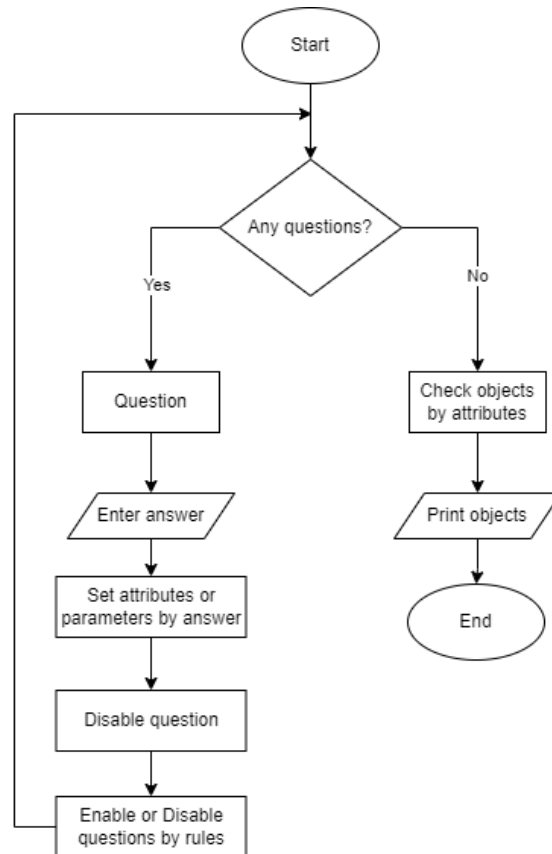 Start
Any questions?
Yes
No
Question
Check objects
by attributes
Enter answer
Print objects
Set attributes or
parameters by answer
End
Disable question
Enable or Disable
questions by rules